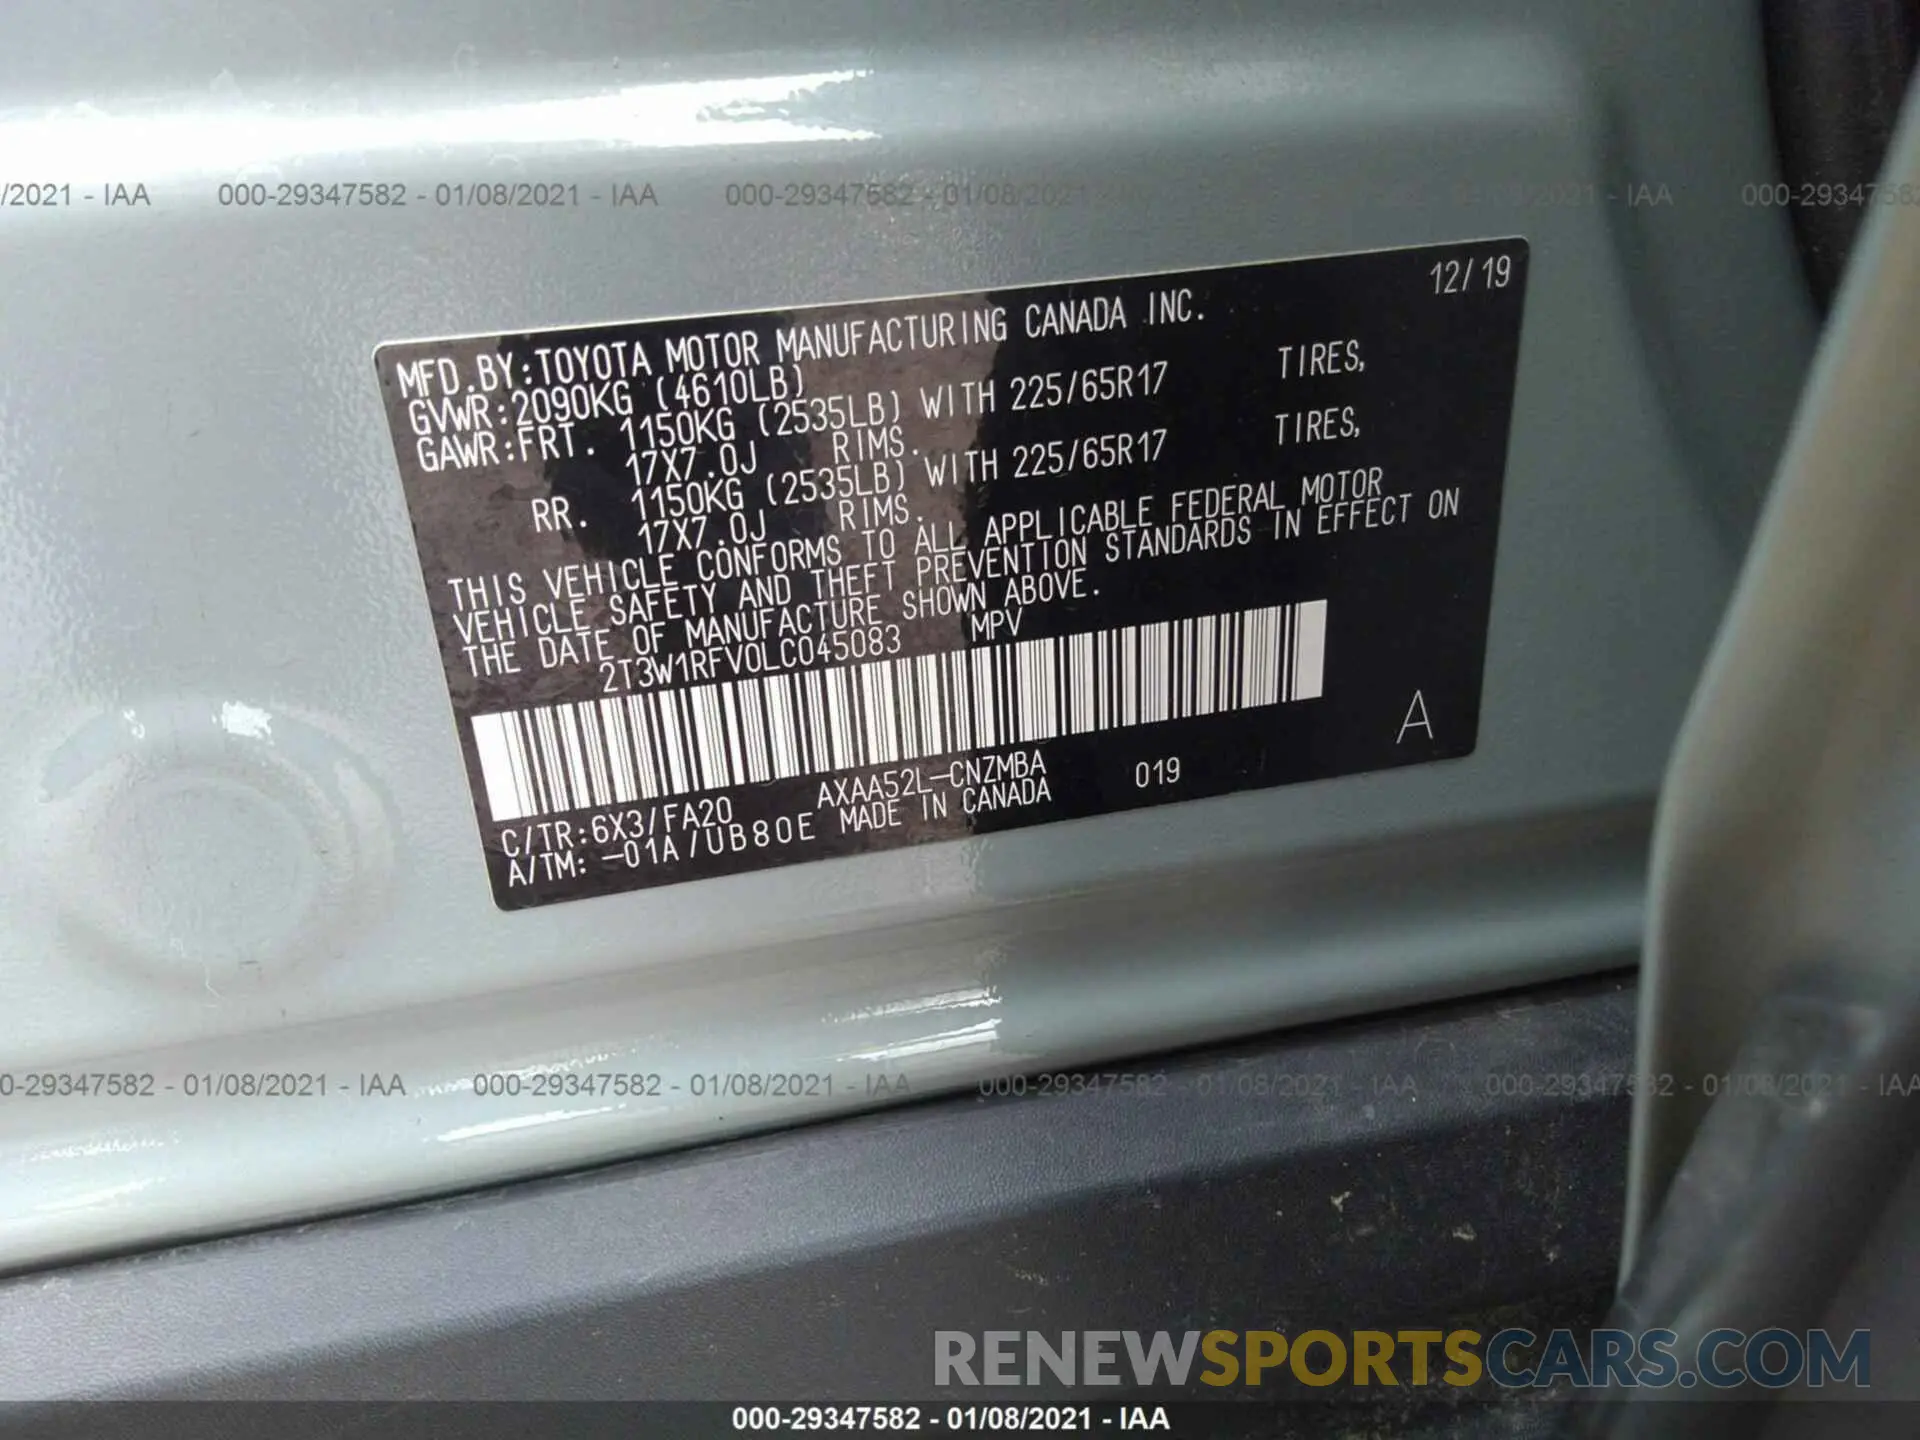 /2021 - IAA 000-29347582 - 01/08/2021 - IAA 000-29347582 - 01/08/2021 - IAA 000-2934758
12/19
MFD.BY:TOYOTA MOTOR MANUFACTURING CANADA INC.
GVWR:2090KG (4610LB)
GAWR:FRT. 1150KG (2535LB) WITH 225/65R17 TIRES,
17X7.0J RIMS.
RR. 1150KG (2535LB) WITH 225/65R17 TIRES,
17X7.0J RIMS.
THIS VEHICLE CONFORMS TO ALL APPLICABLE FEDERAL MOTOR
VEHICLE SAFETY AND THEFT PREVENTION STANDARDS IN EFFECT ON
THE DATE OF MANUFACTURE SHOWN ABOVE.
2T3W1RFV0LC045083 MPV
A
C/TR:6X3/FA20 AXAA52L-CNZMBA 019
A/TM: -01A/UB80E MADE IN CANADA
0-29347582 - 01/08/2021 - IAA 000-29347582 - 01/08/2021 - IAA 000-29347582 - 01/08/2021 - IAA 000-29347582 - 01/08/2021 - IAA
RENEWSPORTSCARS.COM
000-29347582 - 01/08/2021 - IAA